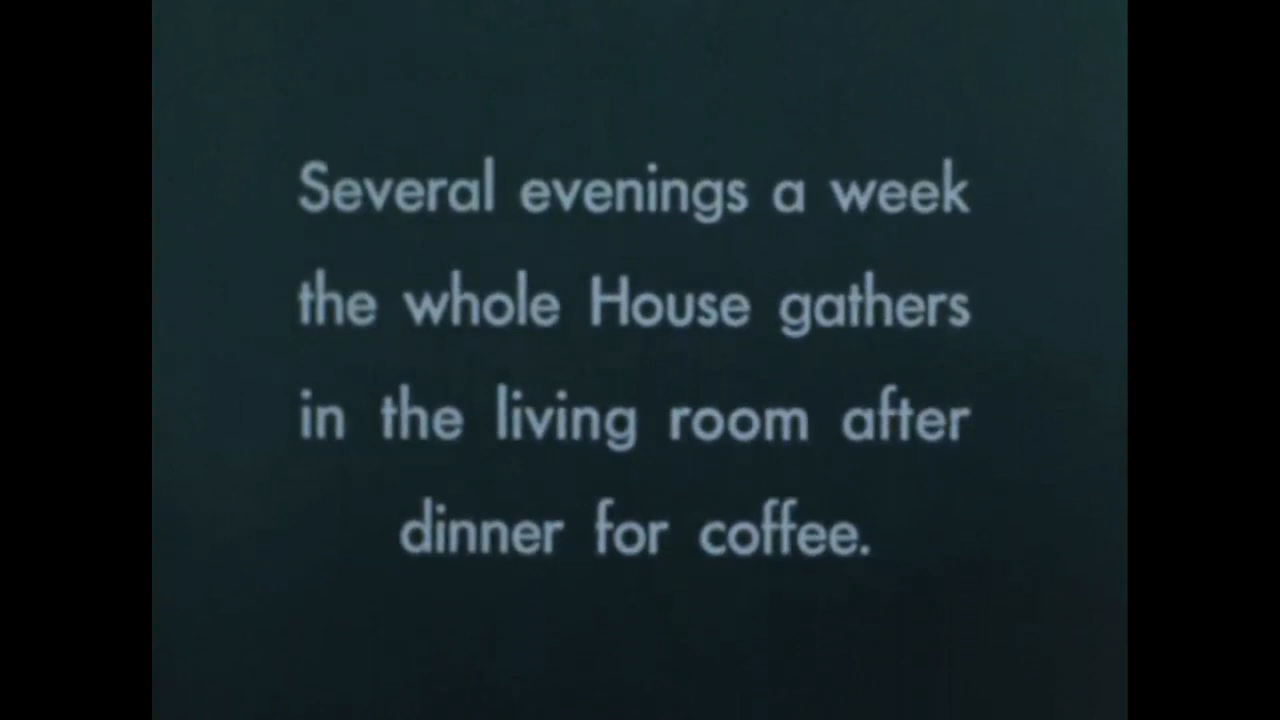 Several evenings a week
the whole House gathers
in the living room after
dinner for coffee.